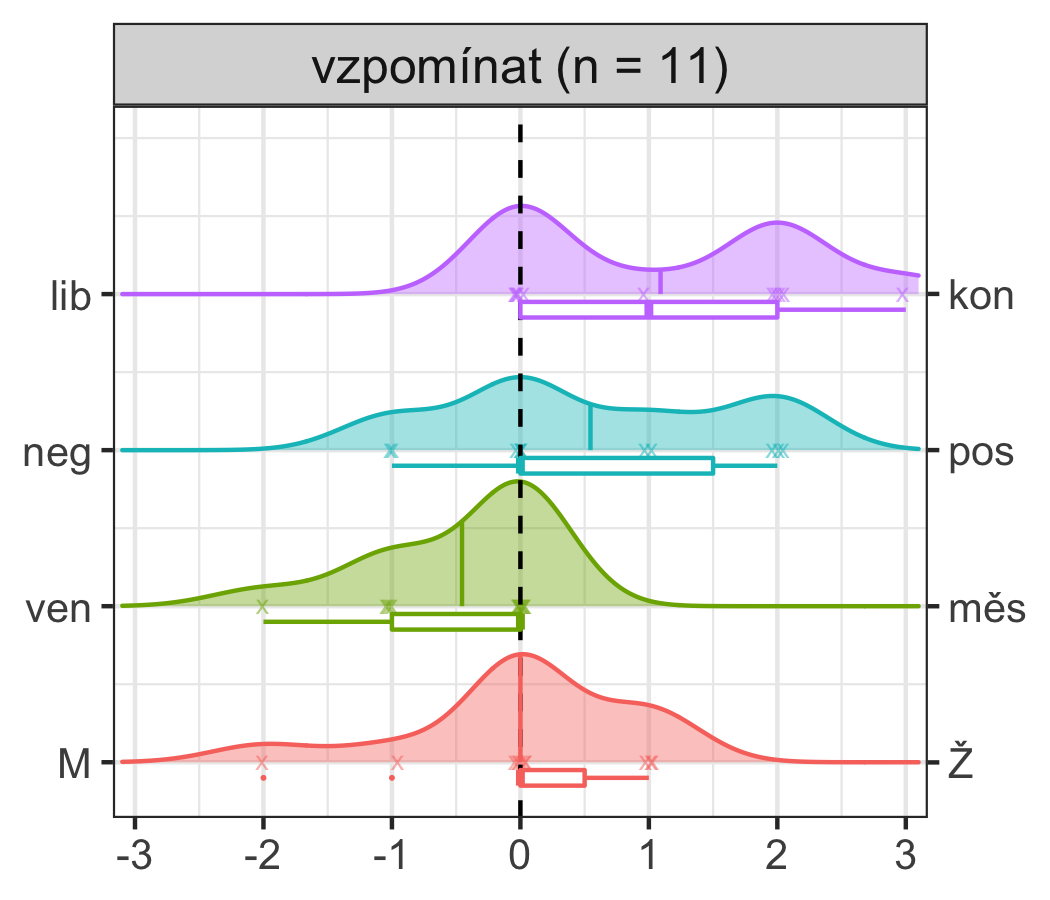 vzpomínat (n = 11)
lib kon
neg pos
ven měs
M Ž
-3 -2 -1 0 1 2 3